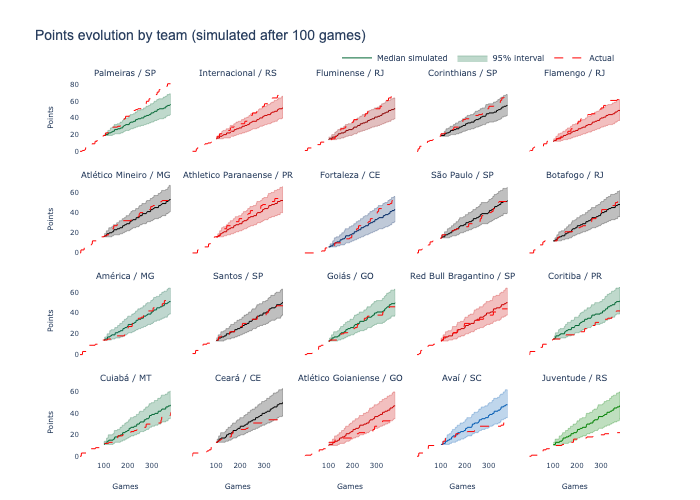 Points evolution by team (simulated after 100 games)
Median simulated 95% interval Actual
Palmeiras / SP Internacional / RS Fluminense / RJ Corinthians / SP Flamengo / RJ
80
60
Points
40
20
0
Atlético Mineiro / MG Athletico Paranaense / PR Fortaleza / CE São Paulo / SP Botafogo / RJ
60
Points
40
20
0
América / MG Santos / SP Goiás / GO Red Bull Bragantino / SP Coritiba / PR
60
Points
40
20
0
Cuiabá / MT Ceará / CE Atlético Goianiense / GO Avaí / SC Juventude / RS
60
Points
40
20
0
100 200 300 100 200 300 100 200 300 100 200 300 100 200 300
Games Games Games Games Games